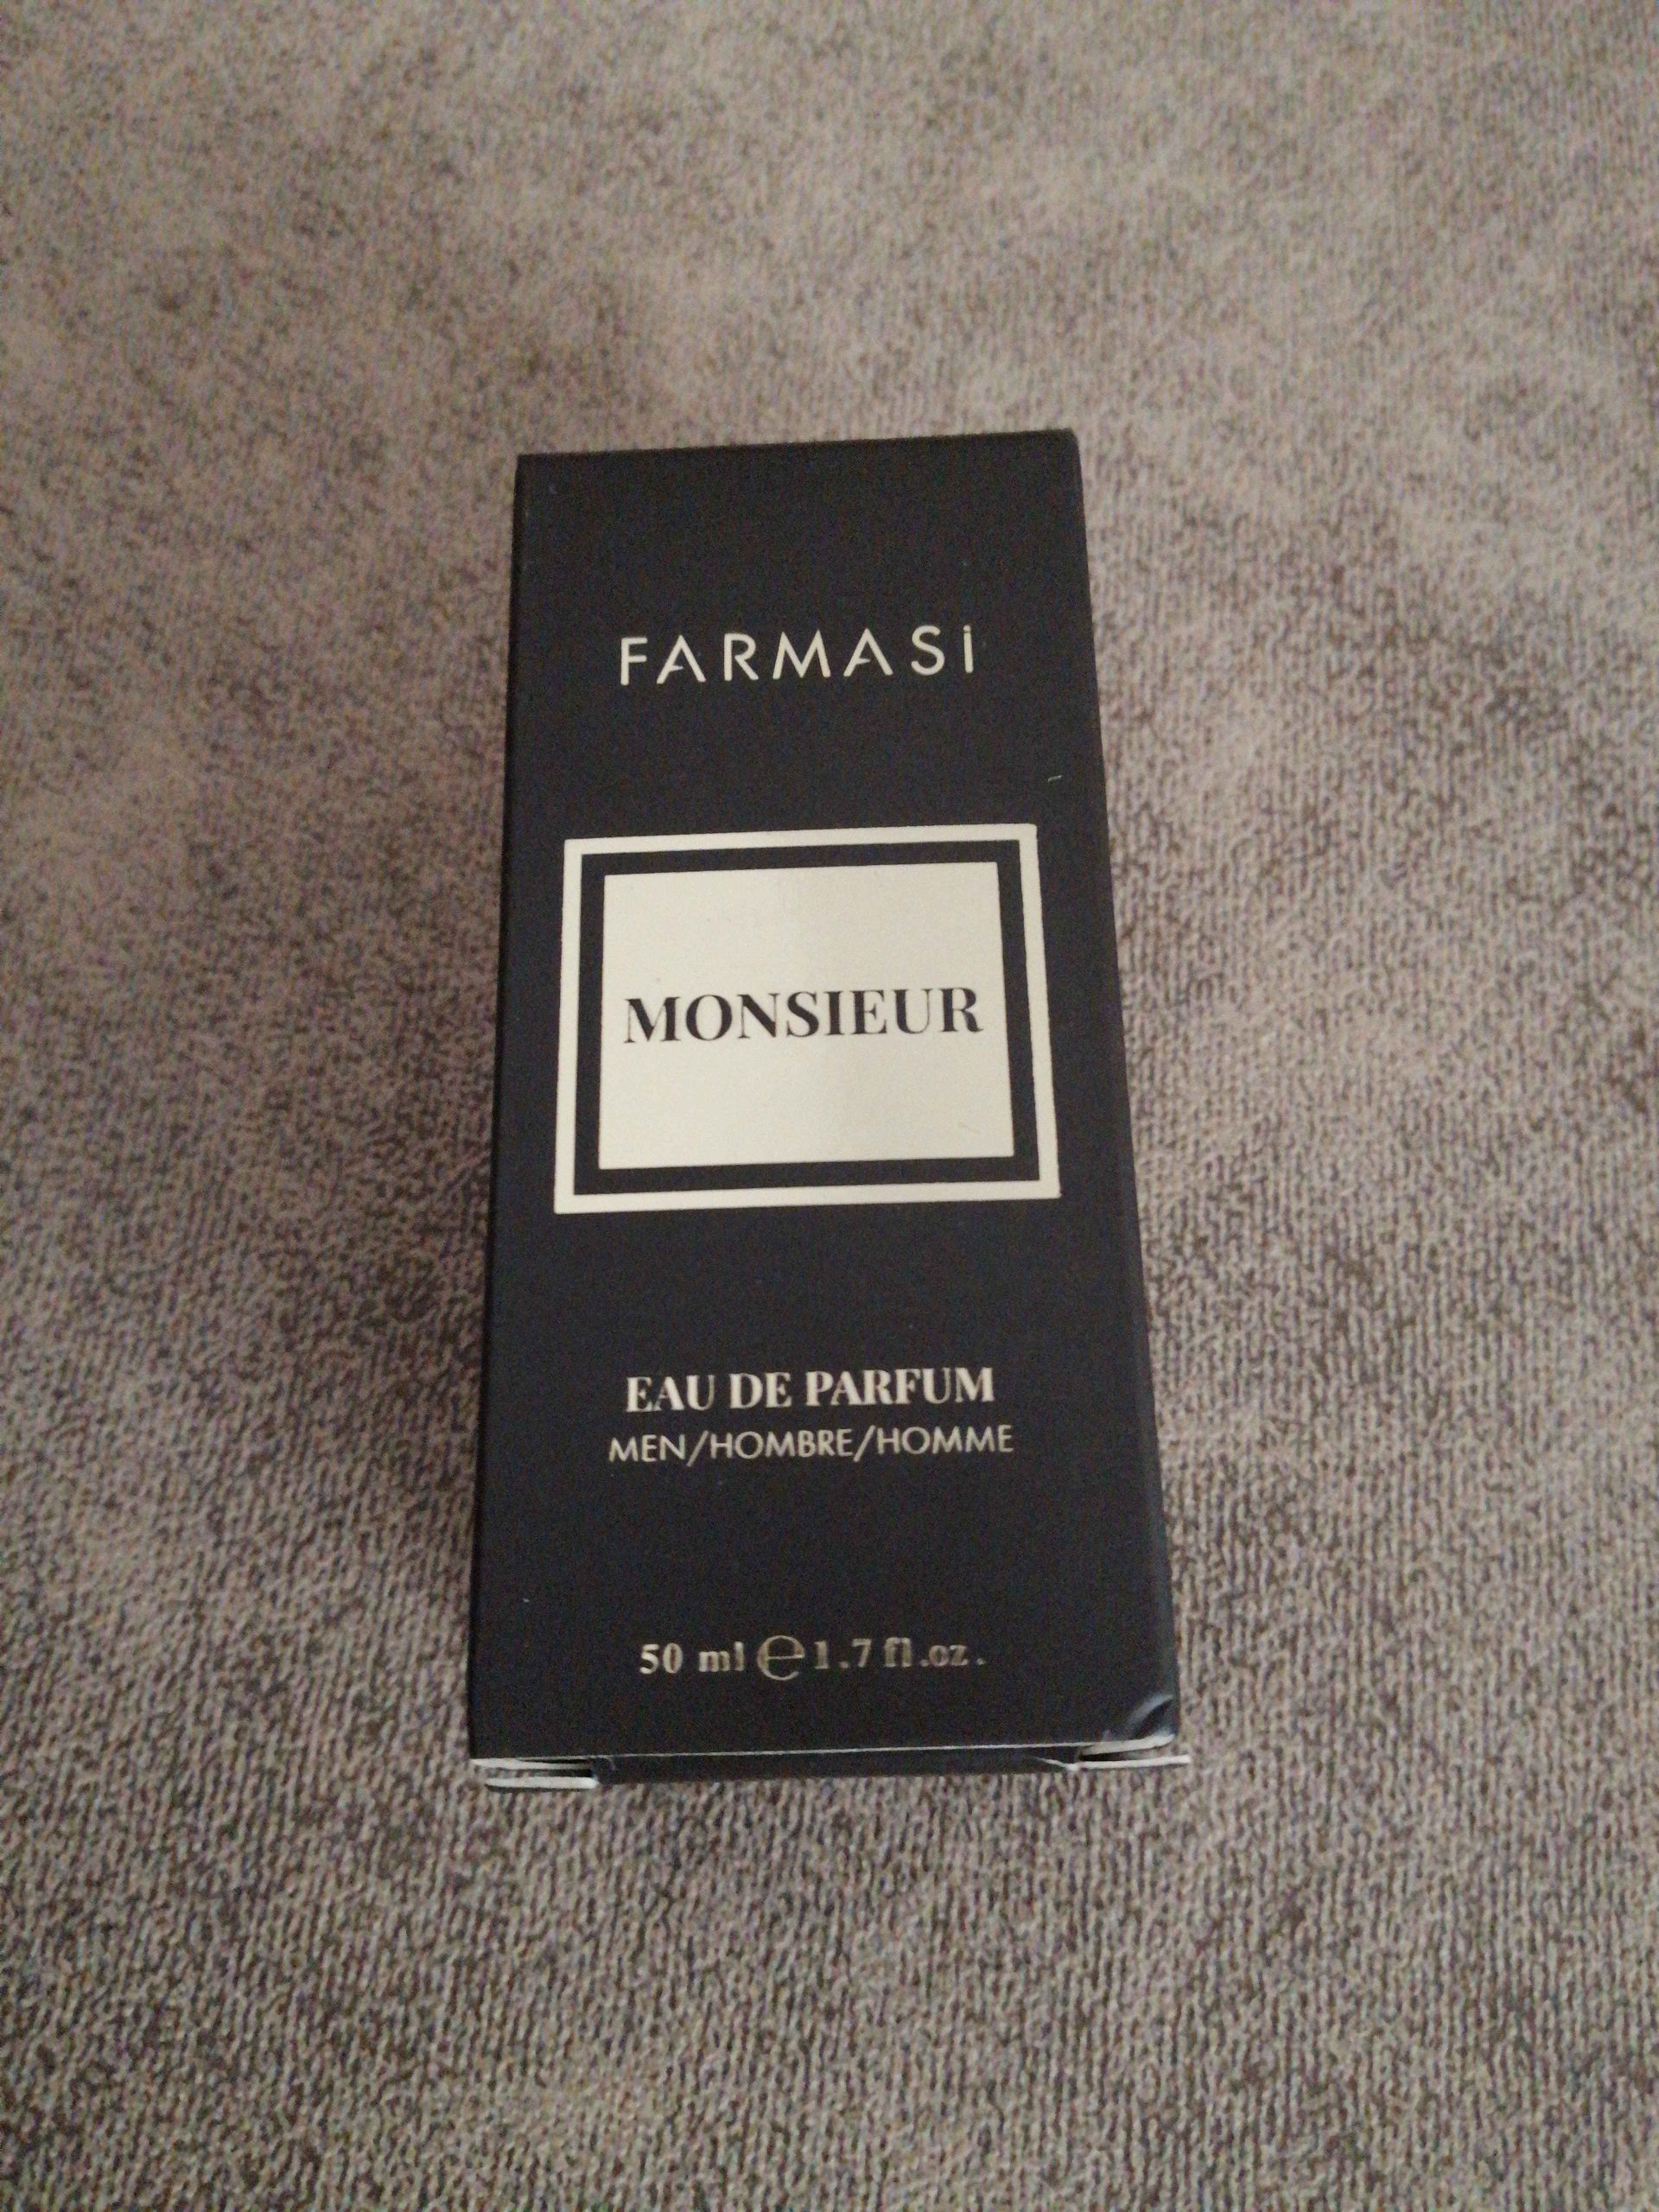 FARMASİ
MONSIEUR
EAU DE PARFUM
MEN/HOMBRE/HOMME
50 ml ℮ 1.7 fl.oz.